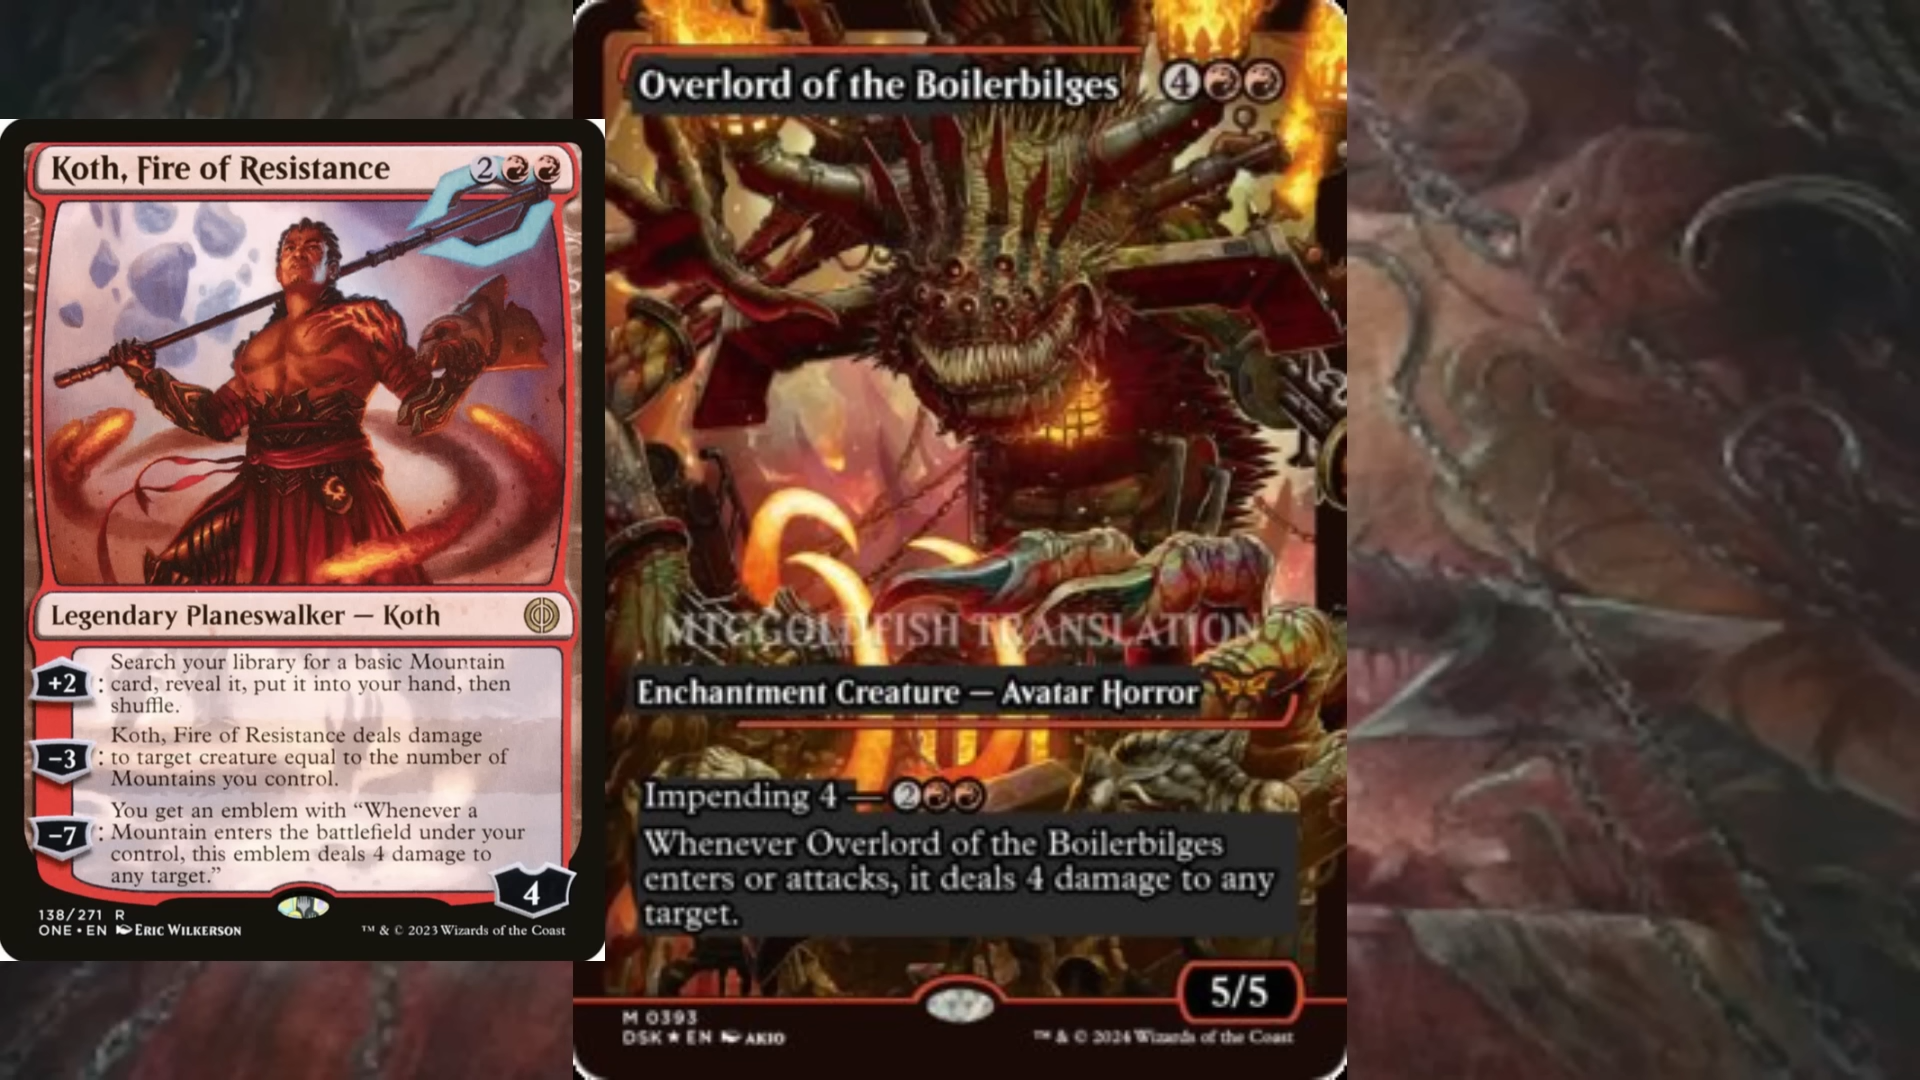 Koth, Fire of Resistance 2
Legendary Planeswalker — Koth
+2: Search your library for a basic Mountain
card, reveal it, put it into your hand, then
shuffle.
−3: Koth, Fire of Resistance deals damage
to target creature equal to the number of
Mountains you control.
−7: You get an emblem with “Whenever a
Mountain enters the battlefield under your
control, this emblem deals 4 damage to
any target.”
4
138/271 R
ONE • EN ERIC WILKERSON
™ & © 2023 Wizards of the Coast
Overlord of the Boilerbilges 4
MTGGOLDFISH TRANSLATION
Enchantment Creature — Avatar Horror
Impending 4 — 2
Whenever Overlord of the Boilerbilges
enters or attacks, it deals 4 damage to any
target.
5/5
M 0393
DSK ★ EN AKIO
™ & © 2024 Wizards of the Coast